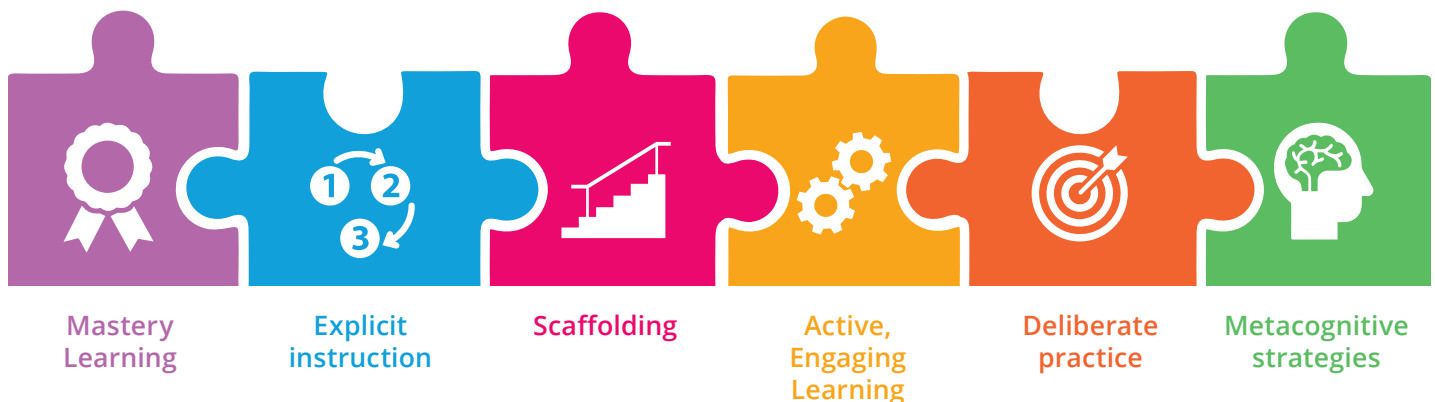 1
2
3
Mastery
Learning
Explicit
instruction
Scaffolding
Active,
Engaging
Learning
Deliberate
practice
Metacognitive
strategies